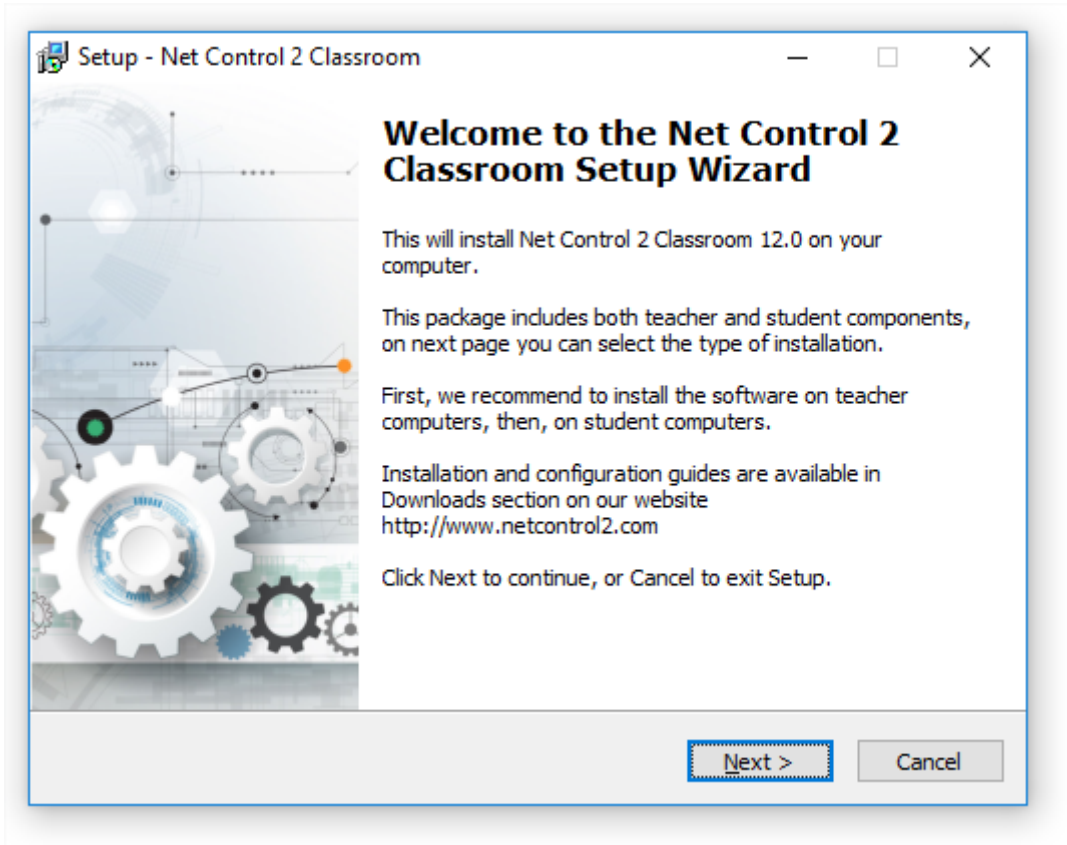 Setup - Net Control 2 Classroom
Welcome to the Net Control 2
Classroom Setup Wizard
This will install Net Control 2 Classroom 12.0 on your
computer.
This package includes both teacher and student components,
on next page you can select the type of installation.
First, we recommend to install the software on teacher
computers, then, on student computers.
Installation and configuration guides are available in
Downloads section on our website
http://www.netcontrol2.com
Click Next to continue, or Cancel to exit Setup.
Next >
Cancel